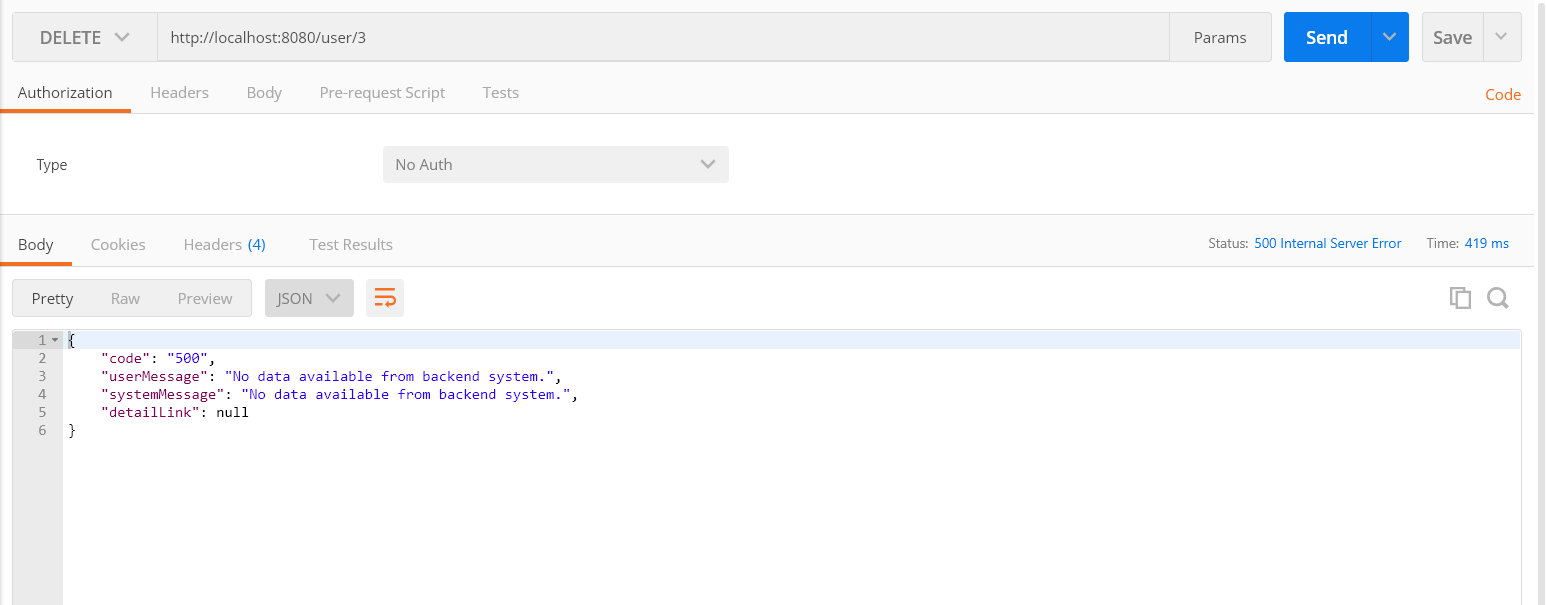 DELETE http://localhost:8080/user/3 Params Send Save
Authorization Headers Body Pre-request Script Tests Code
Type No Auth
Body Cookies Headers (4) Test Results Status: 500 Internal Server Error Time: 419 ms
Pretty Raw Preview JSON
1 {
2 "code": "500",
3 "userMessage": "No data available from backend system.",
4 "systemMessage": "No data available from backend system.",
5 "detailLink": null
6 }